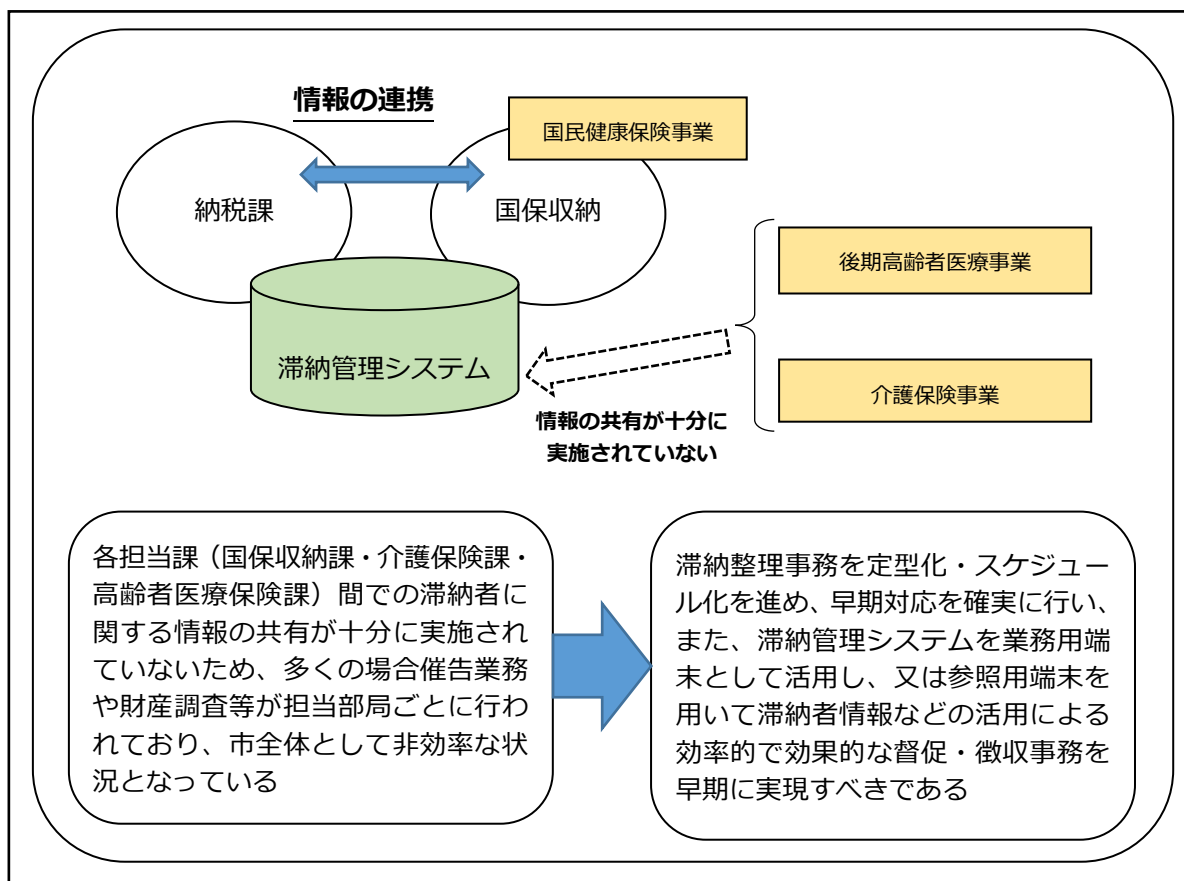 情報の連携
国民健康保険事業
納税課
国保収納
後期高齢者医療事業
滞納管理システム
介護保険事業
情報の共有が十分に
実施されていない
各担当課（国保収納課・介護保険課・
高齢者医療保険課）間での滞納者に
関する情報の共有が十分に実施され
ていないため、多くの場合催告業務
や財産調査等が担当部局ごとに行わ
れており、市全体として非効率な状
況となっている
滞納整理事務を定型化・スケジュー
ル化を進め、早期対応を確実に行い、
また、滞納管理システムを業務用端
末として活用し、又は参照用端末を
用いて滞納者情報などの活用による
効率的で効果的な督促・徴収事務を
早期に実現すべきである